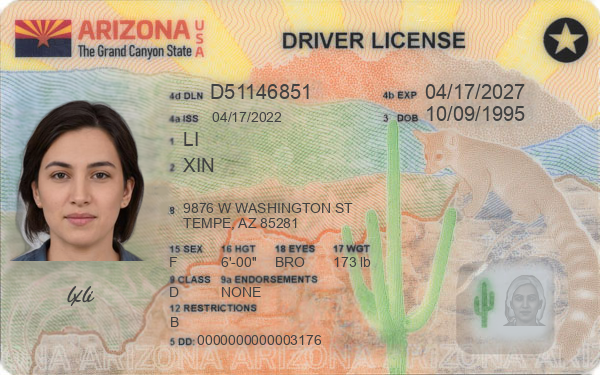 ARIZONA USA
The Grand Canyon State
DRIVER LICENSE
4d DLN D51146851
4b EXP 04/17/2027
4a ISS 04/17/2022
3 DOB 10/09/1995
1 LI
2 XIN
8 9876 W WASHINGTON ST
TEMPE, AZ 85281
15 SEX 16 HGT 18 EYES 17 WGT
F 6'-00" BRO 173 lb
9 CLASS 9a ENDORSEMENTS
D NONE
12 RESTRICTIONS
B
5 DD: 0000000000003176
ARIZONA ARIZONA ARIZONA ARIZONA